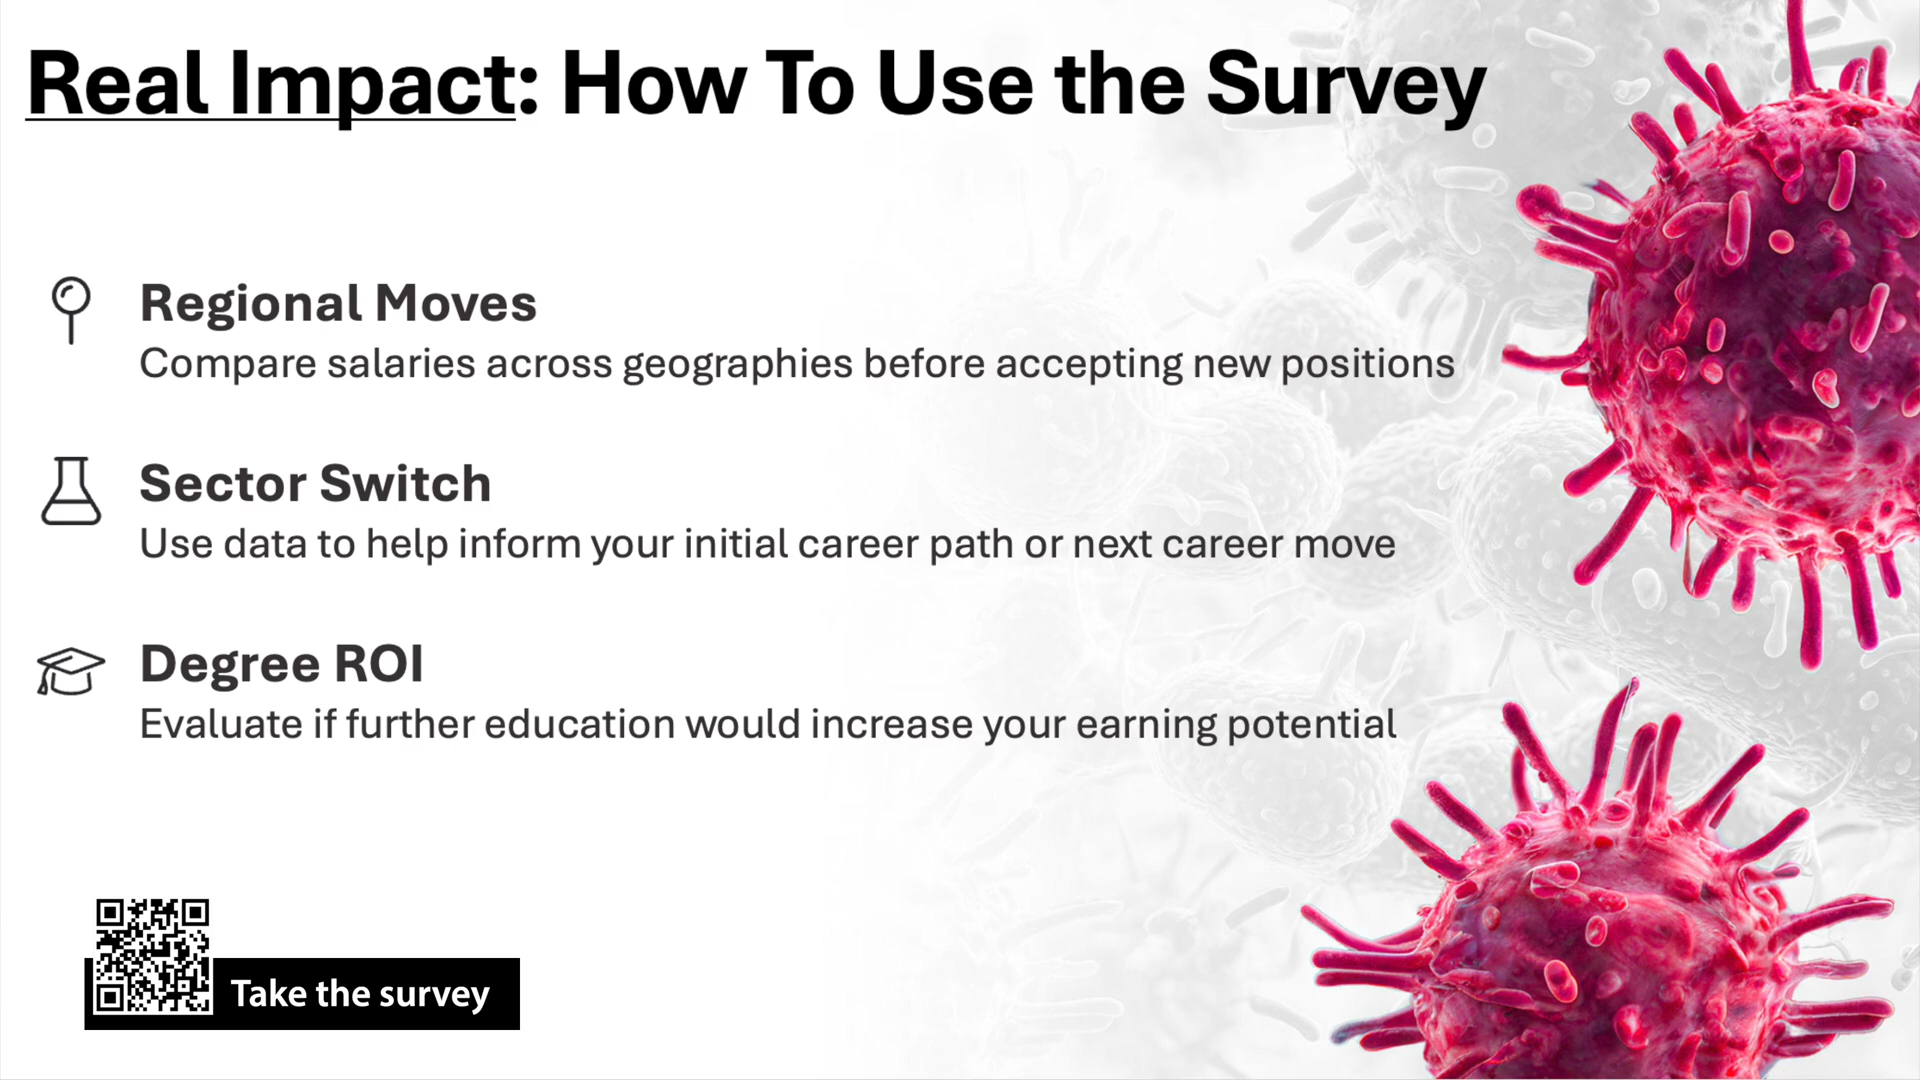 Real Impact: How To Use the Survey
Regional Moves
Compare salaries across geographies before accepting new positions
Sector Switch
Use data to help inform your initial career path or next career move
Degree ROI
Evaluate if further education would increase your earning potential
Take the survey